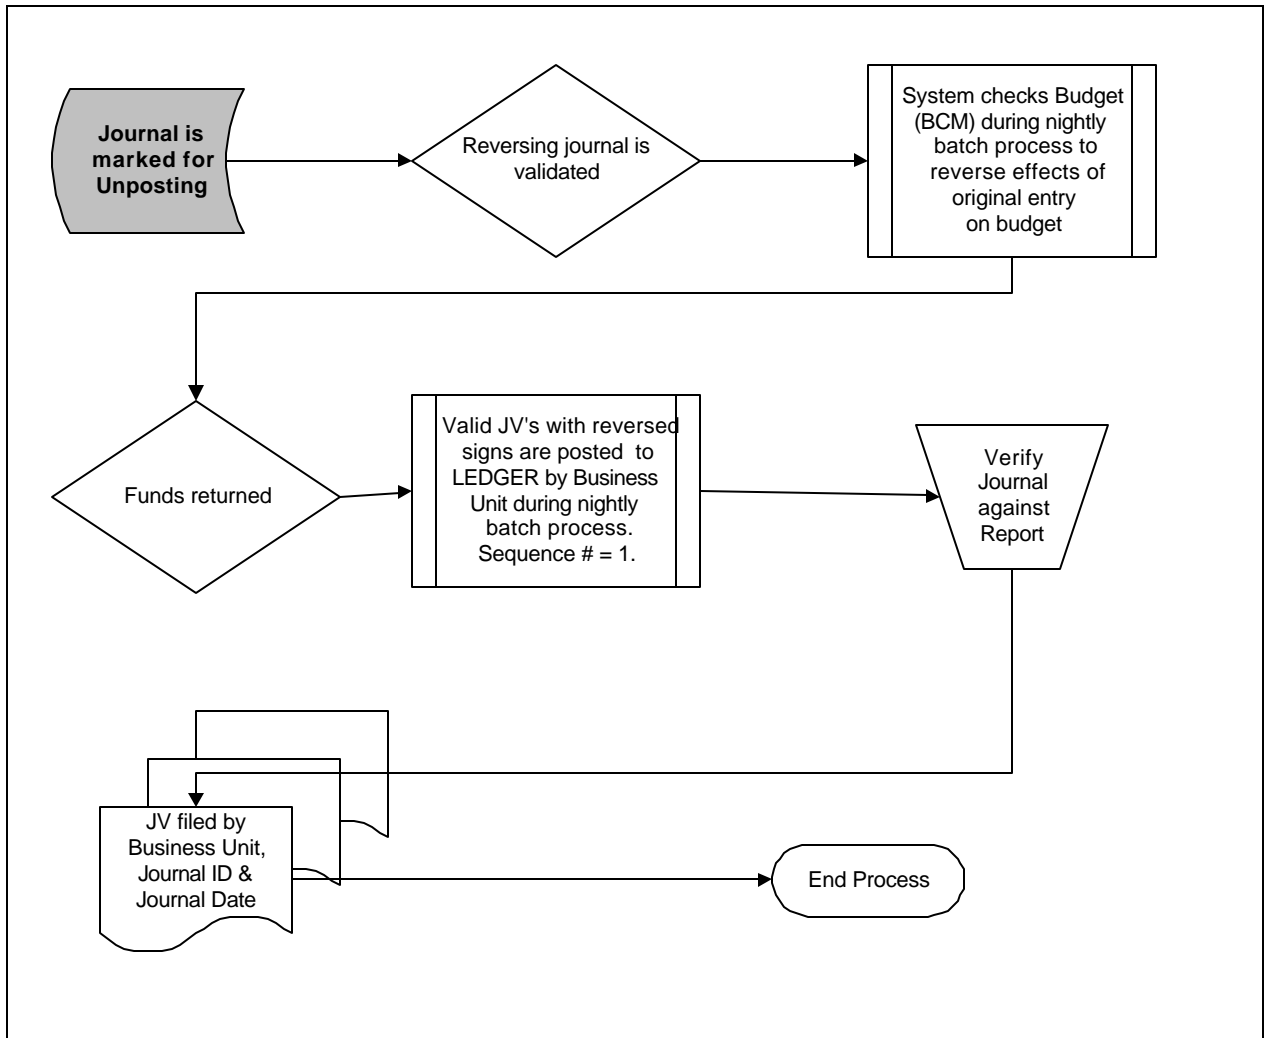 Journal is
marked for
Unposting
Reversing journal is
validated
System checks Budget
(BCM) during nightly
batch process to
reverse effects of
original entry
on budget
Funds returned
Valid JV's with reversed
signs are posted to
LEDGER by Business
Unit during nightly
batch process.
Sequence # = 1.
Verify
Journal
against
Report
JV filed by
Business Unit,
Journal ID &
Journal Date
End Process